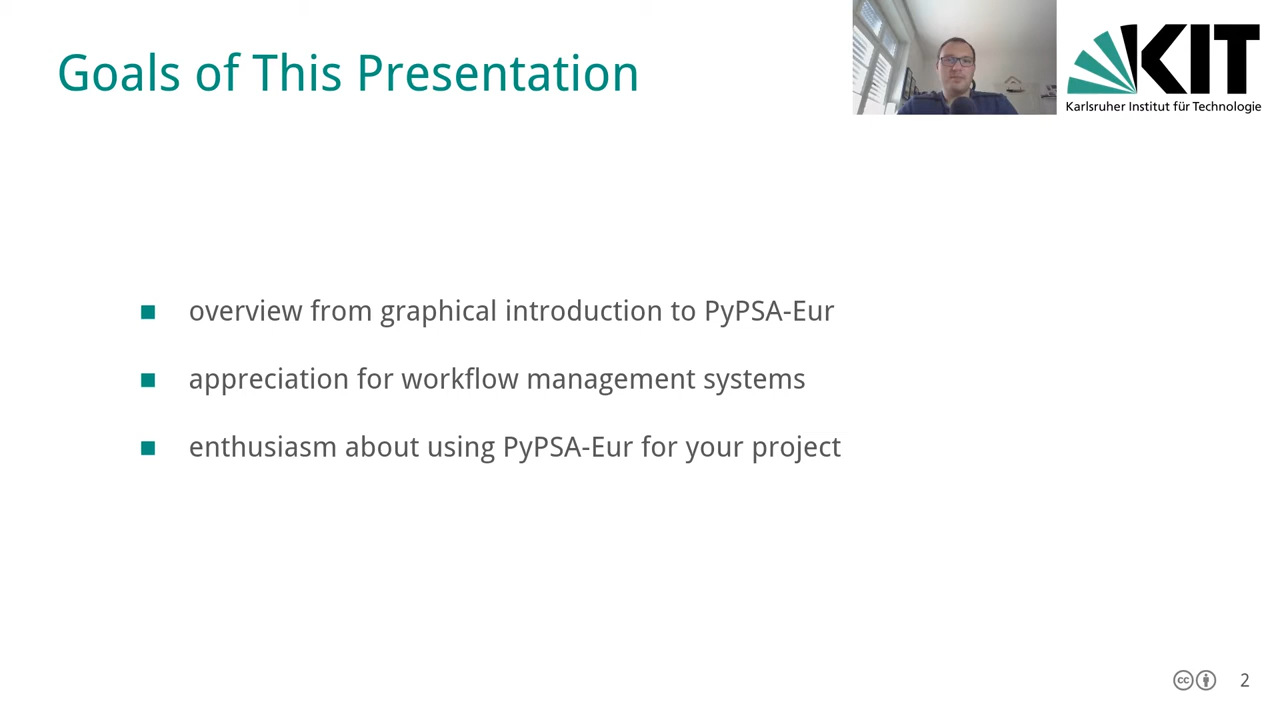 Goals of This Presentation
KIT
Karlsruher Institut für Technologie
overview from graphical introduction to PyPSA-Eur
appreciation for workflow management systems
enthusiasm about using PyPSA-Eur for your project
cc
2